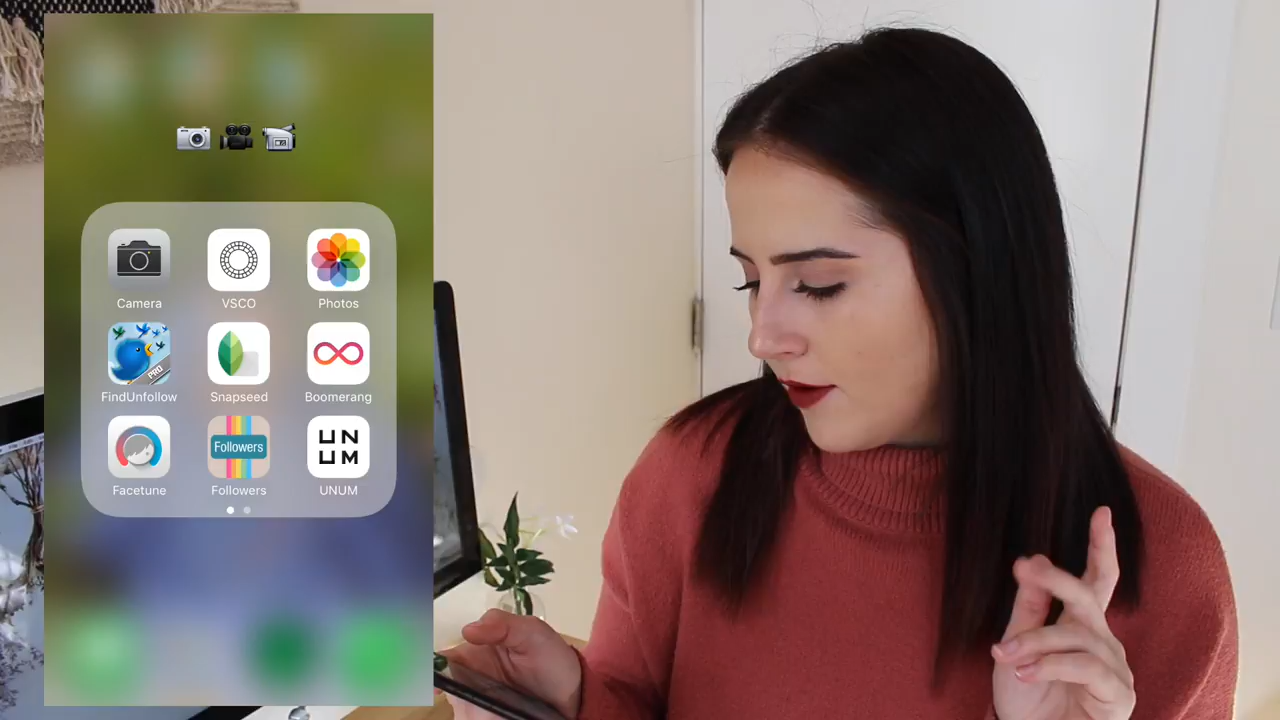 Camera VSCO Photos
PRO
FindUnfollow Snapseed Boomerang
Followers UN
UM
Facetune Followers UNUM